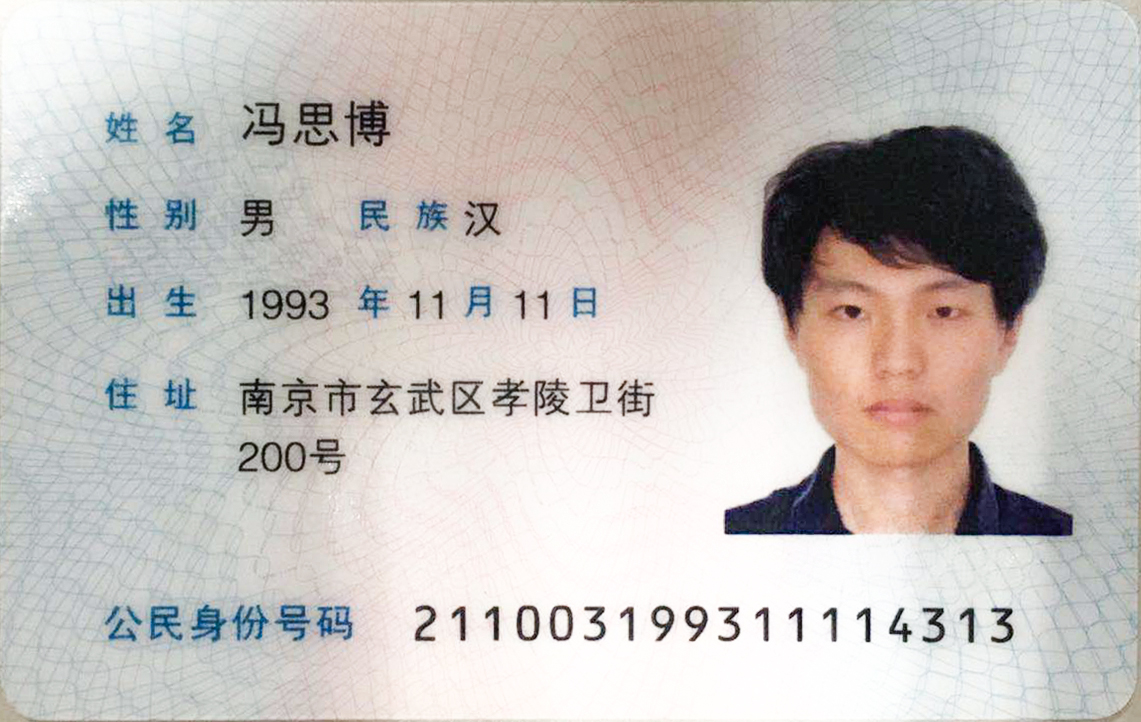 姓名 冯思博
性别 男 民族 汉
出生 1993 年 11 月 11 日
住址 南京市玄武区孝陵卫街
200号
公民身份号码 211003199311114313